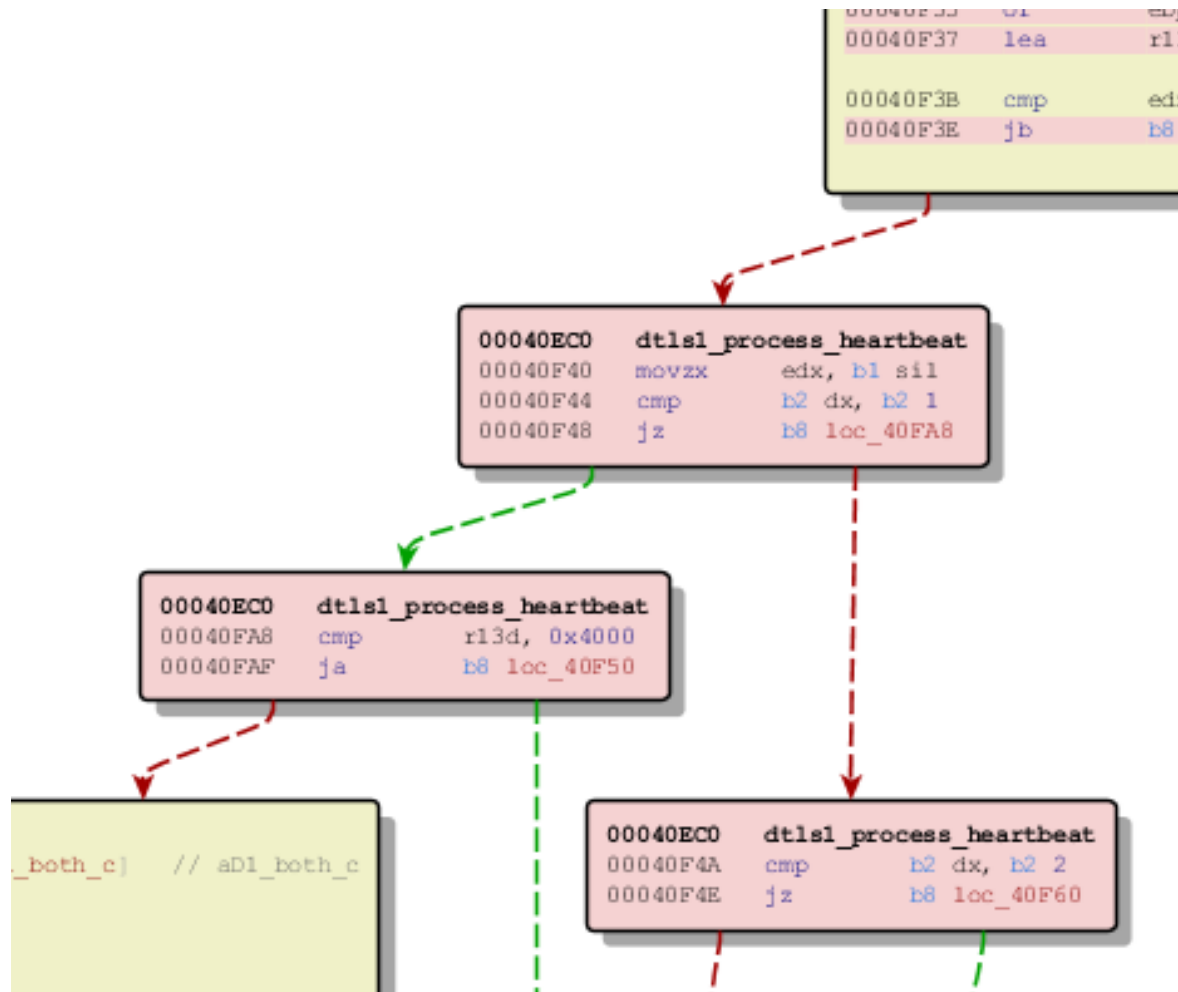 00040F37 lea
00040F3B cmp
00040F3E jb b8
00040EC0 dtls1_process_heartbeat
00040F40 movzx edx, b1 sil
00040F44 cmp b2 dx, b2 1
00040F48 jz b8 loc_40FA8
00040EC0 dtls1_process_heartbeat
00040FA8 cmp r13d, 0x4000
00040FAF ja b8 loc_40F50
_both_c] // aD1_both_c
00040EC0 dtls1_process_heartbeat
00040F4A cmp b2 dx, b2 2
00040F4E jz b8 loc_40F60